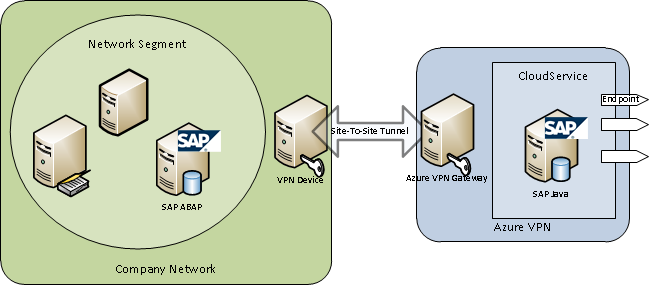 Network Segment
SAP
SAP ABAP
VPN Device
Company Network
Site-To-Site Tunnel
Azure VPN Gateway
CloudService
SAP
SAP Java
Endpoint
Azure VPN